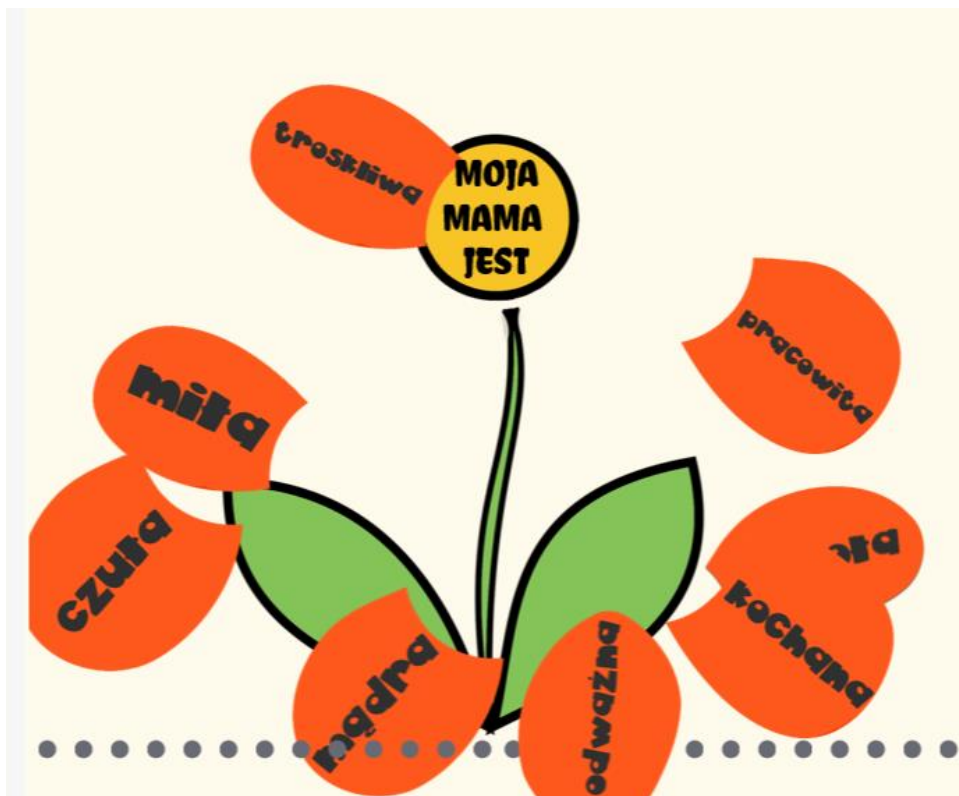 troskliwa
MOJA
MAMA
JEST
pracowita
miła
czuła
kochana
mądra
odważna